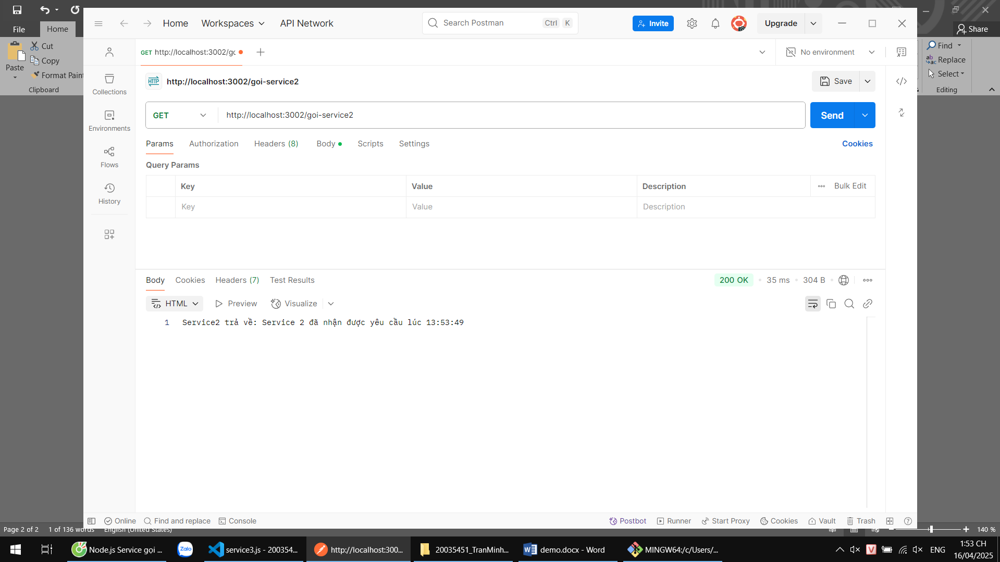 File
Home
Share
Paste
Cut
Copy
Format Paint
Clipboard
Find
Replace
Select
Editing
Home
Workspaces
API Network
Search Postman
Ctrl
K
Invite
Upgrade
GET http://localhost:3002/go
No environment
Collections
Environments
Flows
History
HTTP
http://localhost:3002/goi-service2
Save
GET
http://localhost:3002/goi-service2
Send
Params
Authorization
Headers (8)
Body
Scripts
Settings
Cookies
Query Params
Key
Value
Description
Bulk Edit
Key
Value
Description
Body
Cookies
Headers (7)
Test Results
200 OK
35 ms
304 B
HTML
Preview
Visualize
1 Service2 trả về: Service 2 đã nhận được yêu cầu lúc 13:53:49
Online
Find and replace
Console
Postbot
Runner
Start Proxy
Cookies
Vault
Trash
Page 2 of 2
1 of 136 words
English (United States)
140 %
Node.js Service gọi ...
Zalo
service3.js - 200354...
http://localhost:300...
20035451_TranMinh...
demo.docx - Word
MINGW64:/c/Users/...
ENG
1:53 CH
16/04/2025